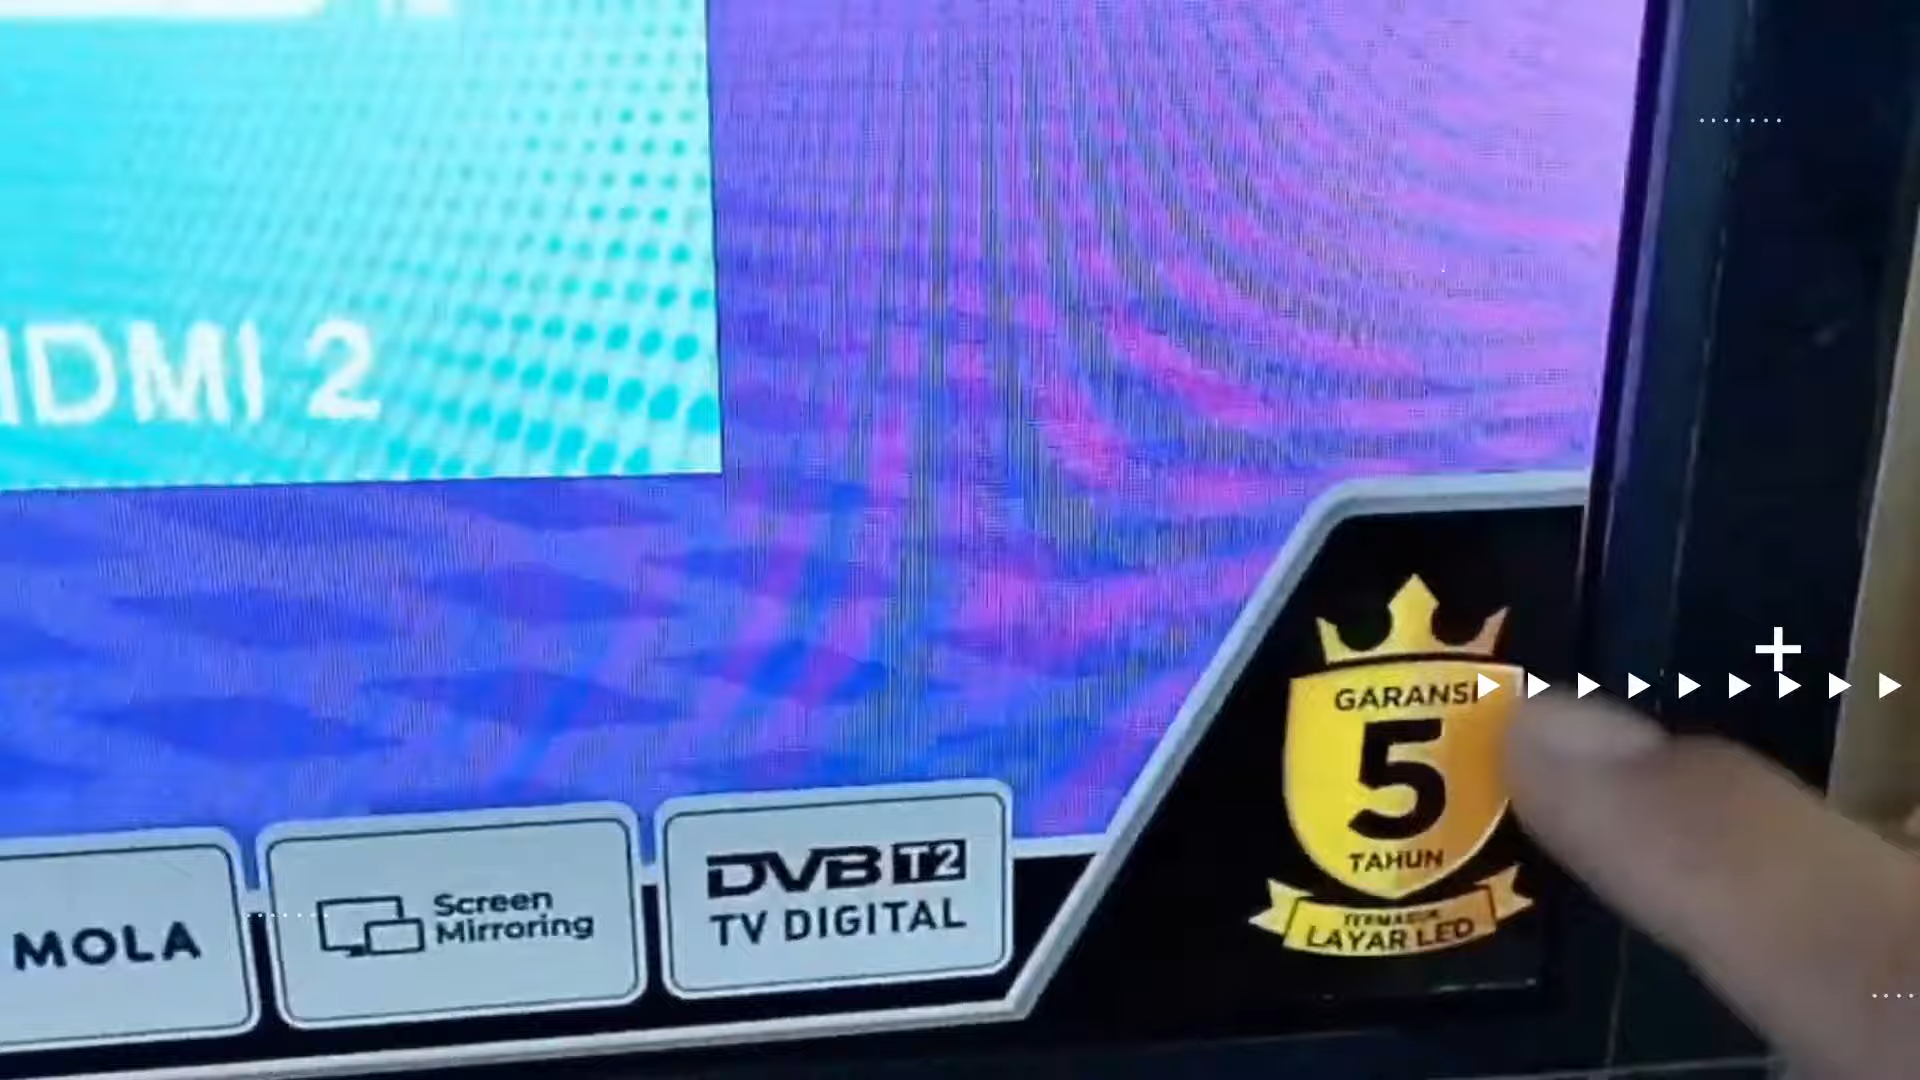 HDMI 2
MOLA
Screen
Mirroring
DVB T2
TV DIGITAL
GARANSI
5
TAHUN
TERMASUK
LAYAR LED